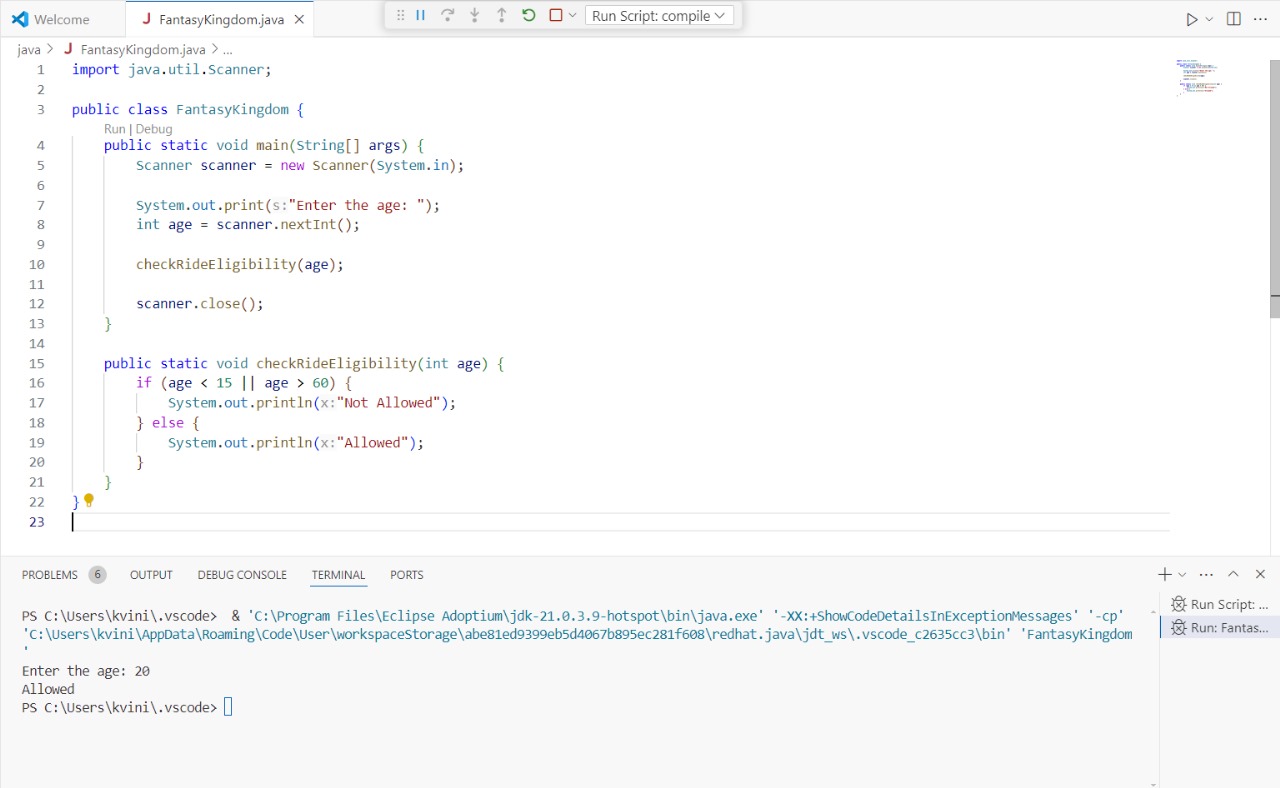 Welcome
FantasyKingdom.java
Run Script: compile
java > FantasyKingdom.java > ...
1 import java.util.Scanner;
2
3 public class FantasyKingdom {
Run | Debug
4     public static void main(String[] args) {
5         Scanner scanner = new Scanner(System.in);
6
7         System.out.print(s:"Enter the age: ");
8         int age = scanner.nextInt();
9
10         checkRideEligibility(age);
11
12         scanner.close();
13     }
14
15     public static void checkRideEligibility(int age) {
16         if (age < 15 || age > 60) {
17             System.out.println(x:"Not Allowed");
18         } else {
19             System.out.println(x:"Allowed");
20         }
21     }
22 }
23
PROBLEMS 6 OUTPUT DEBUG CONSOLE TERMINAL PORTS
PS C:\Users\kvini\.vscode>  & 'C:\Program Files\Eclipse Adoptium\jdk-21.0.3.9-hotspot\bin\java.exe' '-XX:+ShowCodeDetailsInExceptionMessages' '-cp'
'C:\Users\kvini\AppData\Roaming\Code\User\workspaceStorage\abe81ed9399eb5d4067b895ec281f608\redhat.java\jdt_ws\.vscode_c2635cc3\bin' 'FantasyKingdom
'
Enter the age: 20
Allowed
PS C:\Users\kvini\.vscode>
Run Script: ...
Run: Fantas...